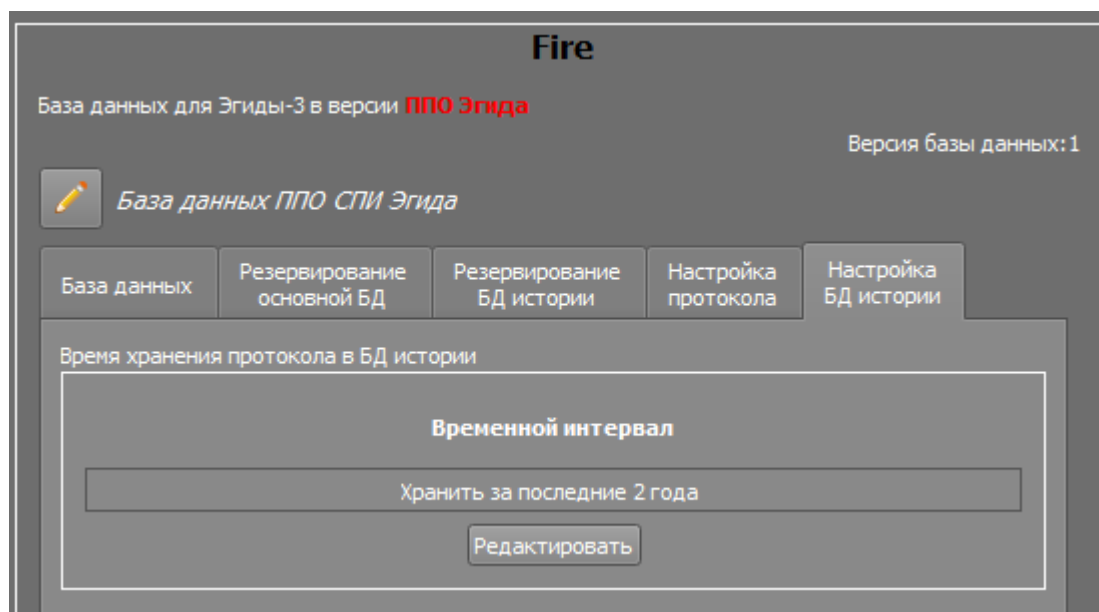 Fire
База данных для Эгиды-3 в версии ППО Эгида
Версия базы данных:1
База данных ППО СПИ Эгида
База данных
Резервирование
основной БД
Резервирование
БД истории
Настройка
протокола
Настройка
БД истории
Время хранения протокола в БД истории
Временной интервал
Хранить за последние 2 года
Редактировать